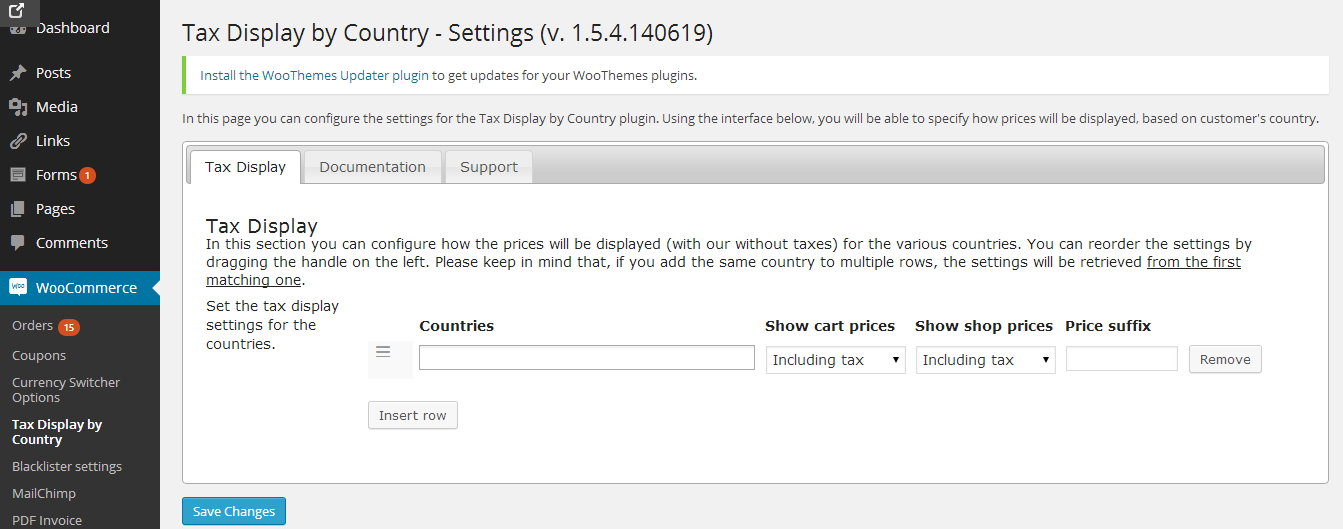 Dashboard
Posts
Media
Links
Forms 1
Pages
Comments
WooCommerce
Orders 15
Coupons
Currency Switcher
Options
Tax Display by
Country
Blacklister settings
MailChimp
PDF Invoice
Tax Display by Country - Settings (v. 1.5.4.140619)
Install the WooThemes Updater plugin to get updates for your WooThemes plugins.
In this page you can configure the settings for the Tax Display by Country plugin. Using the interface below, you will be able to specify how prices will be displayed, based on customer's country.
Tax Display Documentation Support
Tax Display
In this section you can configure how the prices will be displayed (with our without taxes) for the various countries. You can reorder the settings by
dragging the handle on the left. Please keep in mind that, if you add the same country to multiple rows, the settings will be retrieved from the first
matching one.
Set the tax display
settings for the
countries.
Countries Show cart prices Show shop prices Price suffix
Including tax Including tax Remove
Insert row
Save Changes